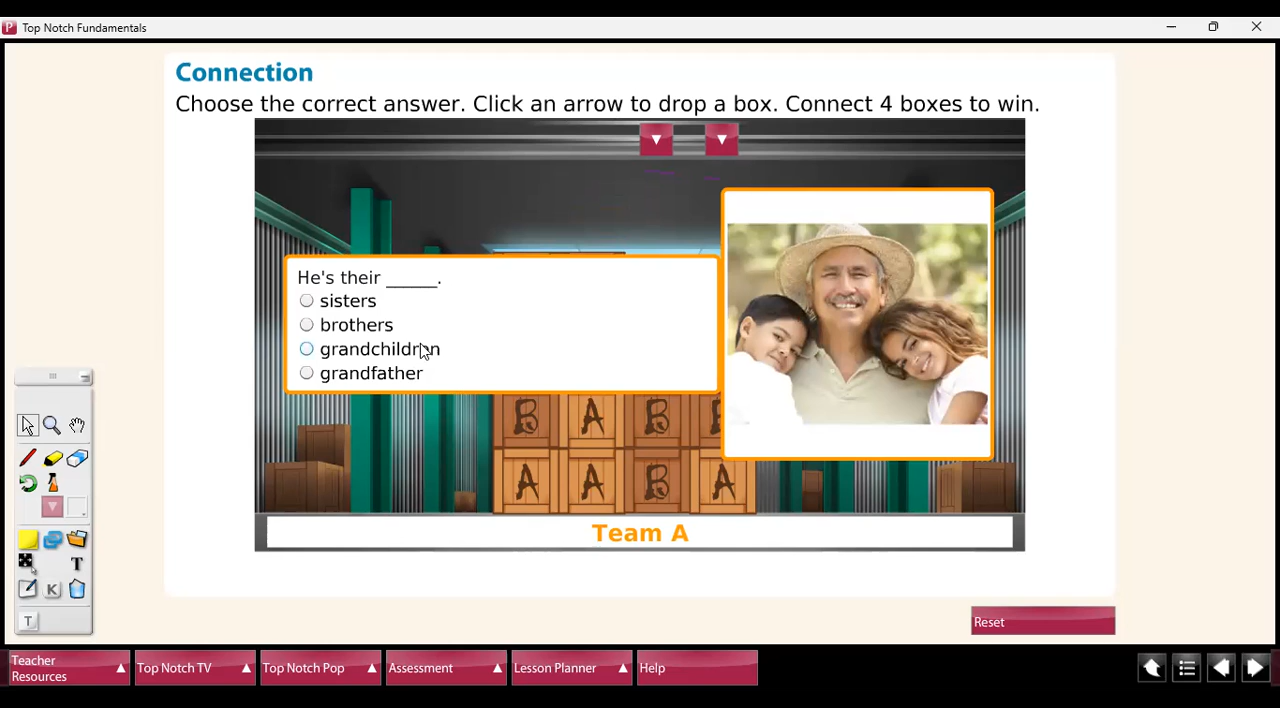 Top Notch Fundamentals
Connection
Choose the correct answer. Click an arrow to drop a box. Connect 4 boxes to win.
He's their ______.
sisters
brothers
grandchildren
grandfather
B A B B
A A B A
Team A
T
K
T
Reset
Teacher
Resources
Top Notch TV
Top Notch Pop
Assessment
Lesson Planner
Help